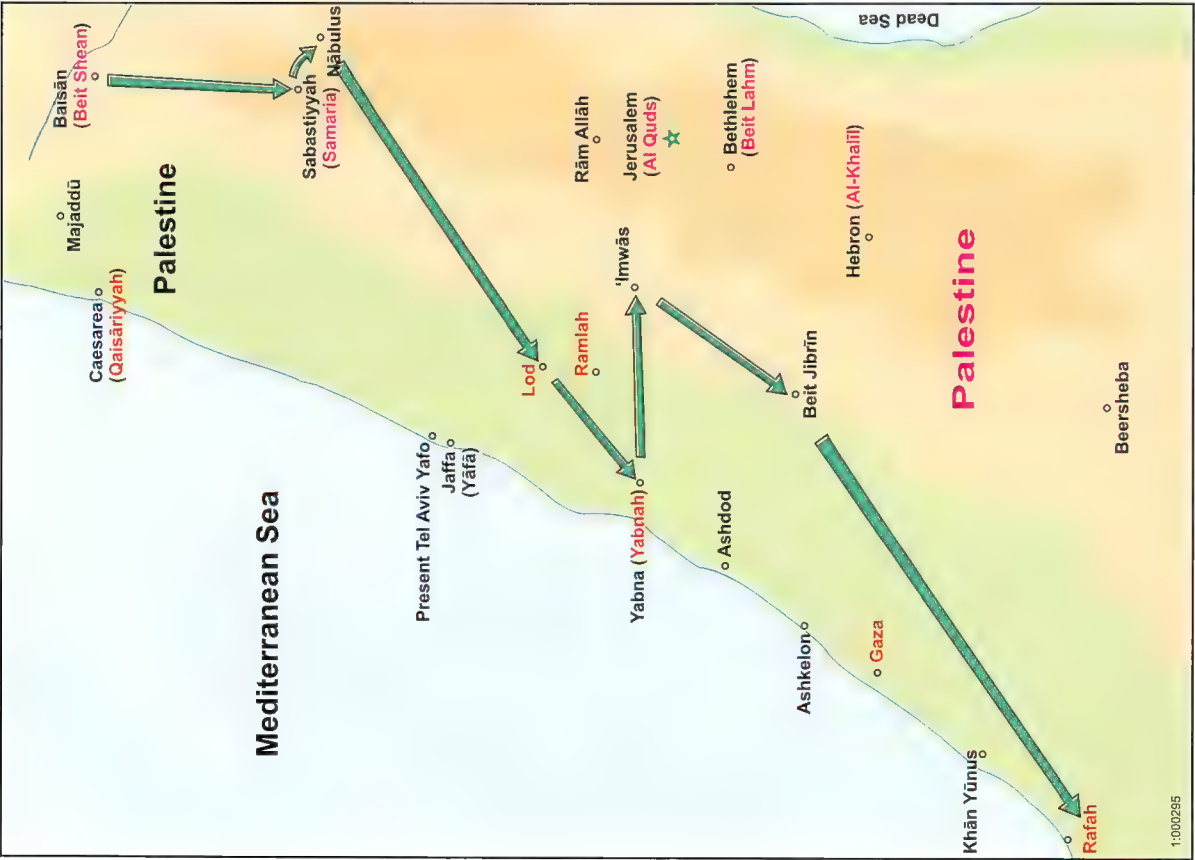 Baisān
(Beit Shean)
Majaddū
Caesarea
(Qaisāriyyah)
Palestine
Sabastiyyah
(Samaria)
Nābulus
Mediterranean Sea
Present Tel Aviv Yafo
Jaffa
(Yāfā)
Lod
Ramlah
Rām Allāh
Jerusalem
(Al Quds)
'Imwās
Yabna (Yabnah)
Bethlehem
(Beit Lahm)
Dead Sea
Ashdod
Beit Jibrīn
Hebron (Al-Khalīl)
Ashkelon
Gaza
Palestine
Beersheba
Khān Yūnus
Rafah
1:000295